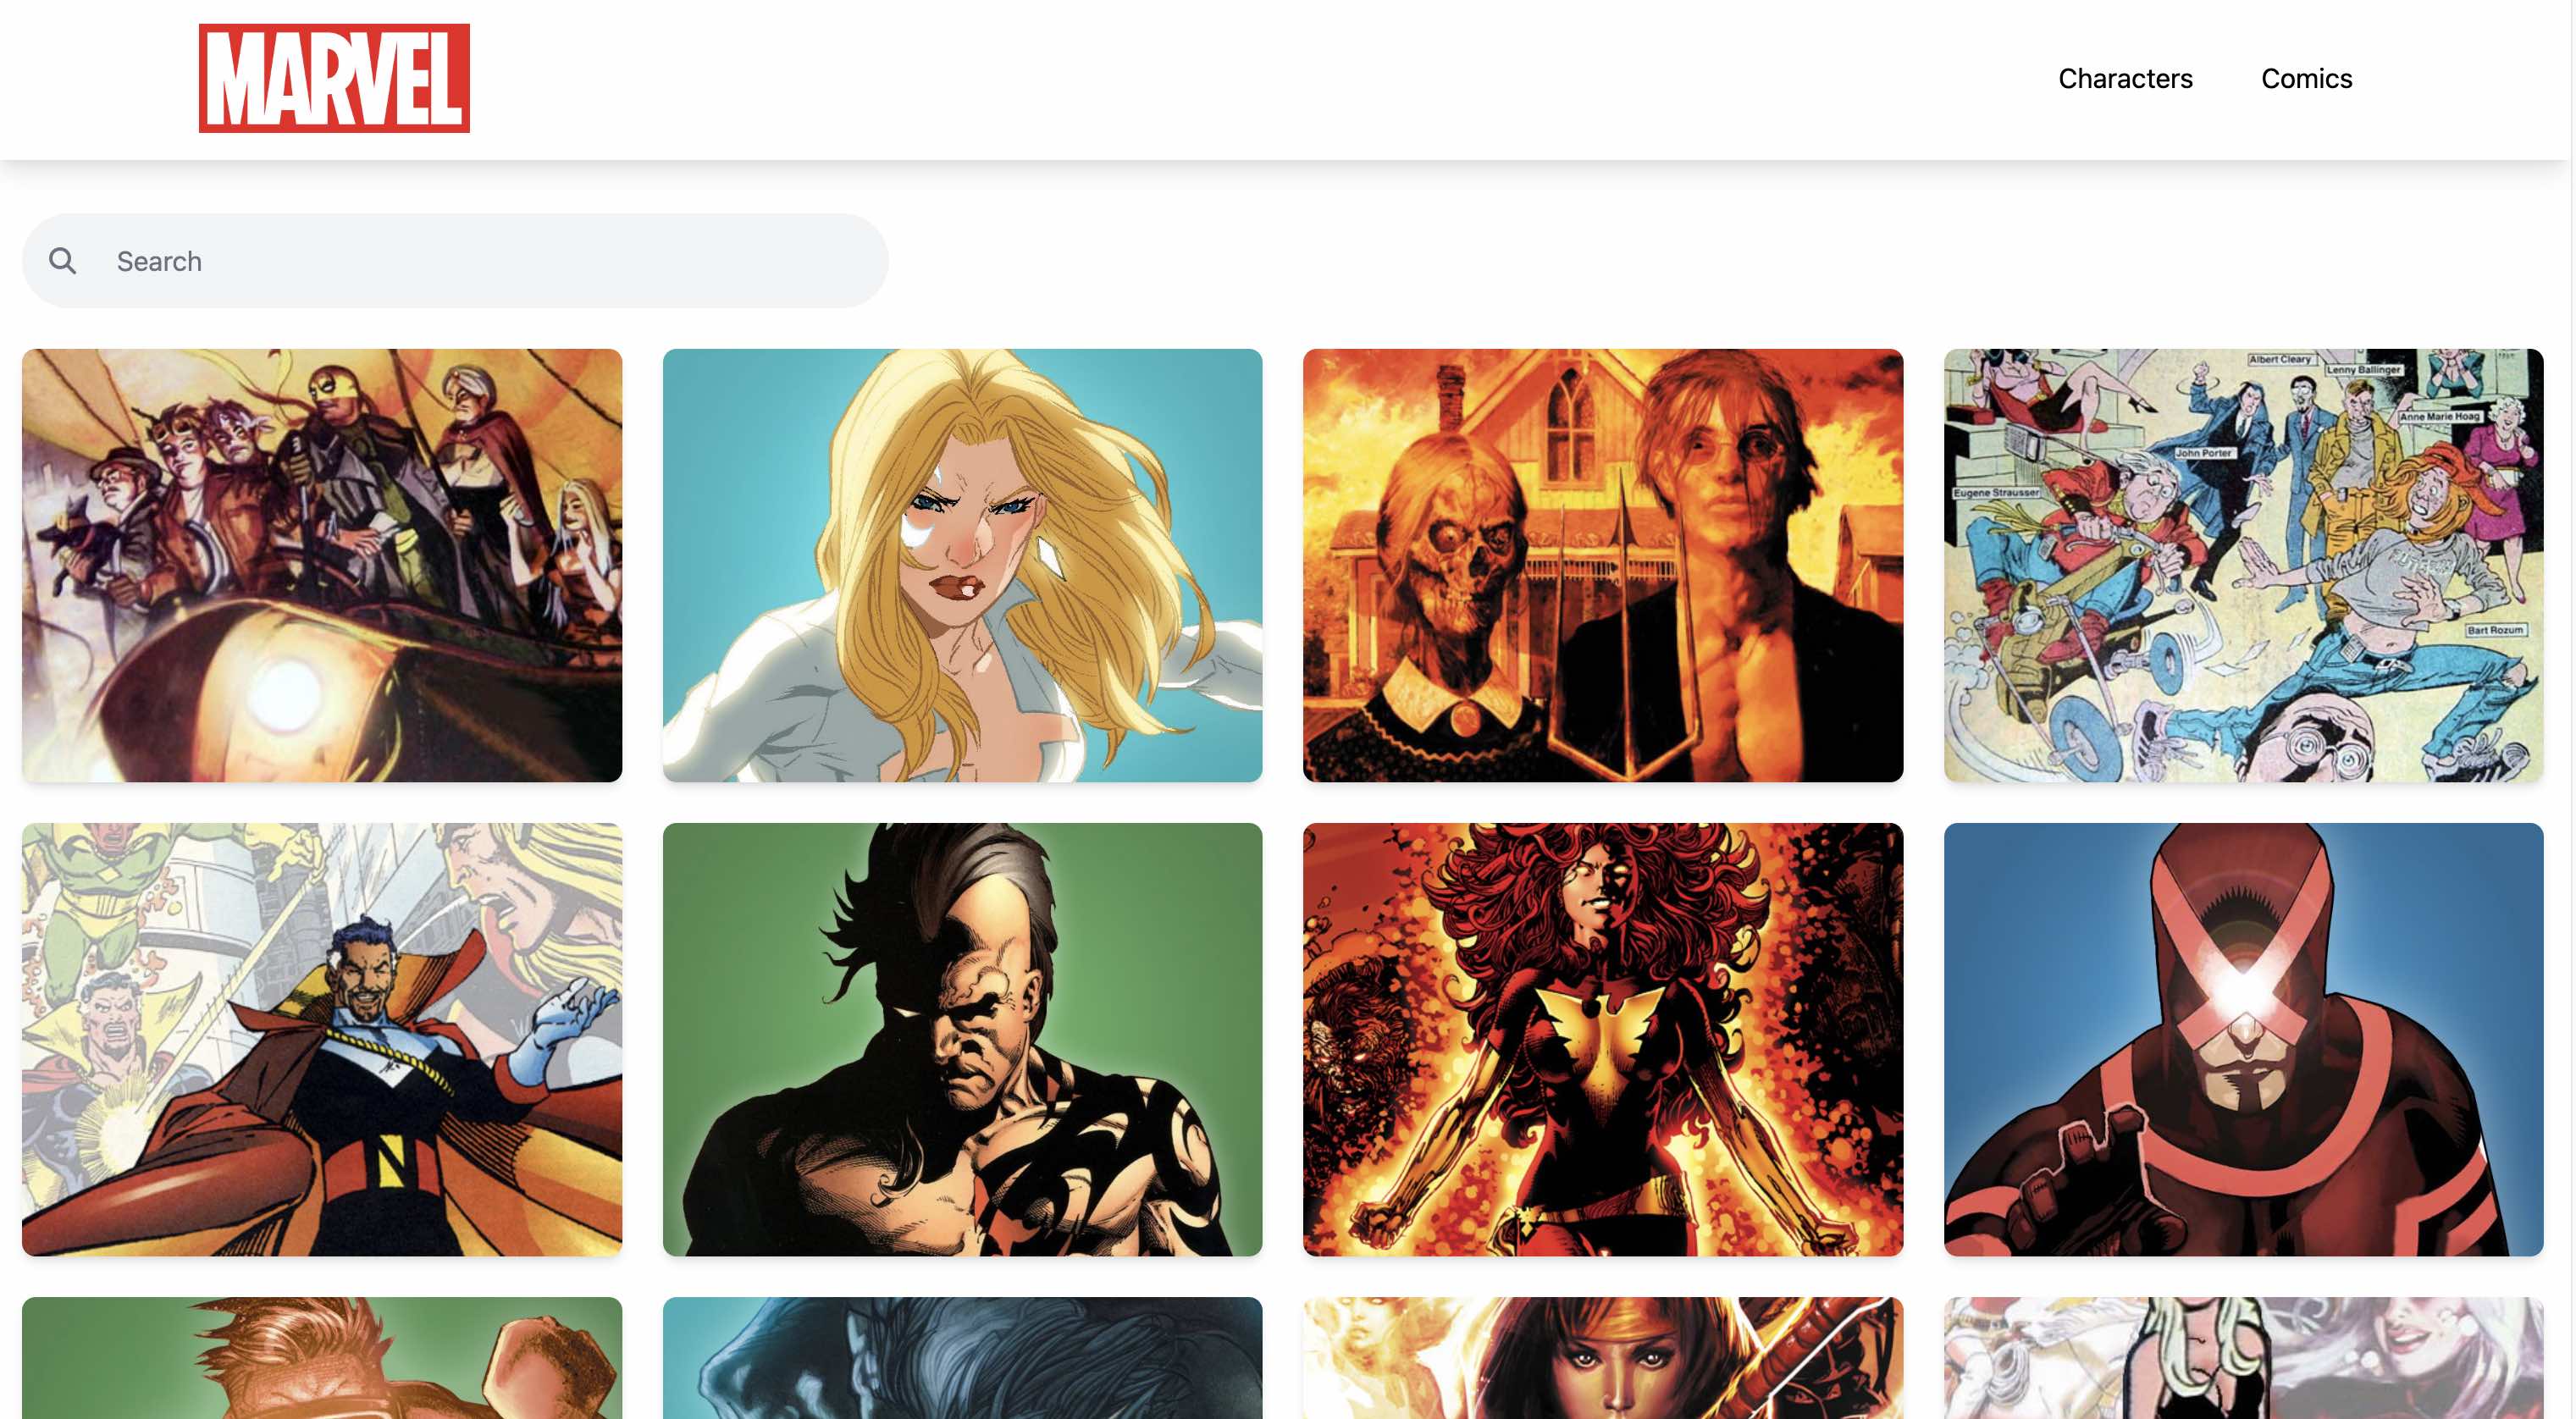 MARVEL
Characters
Comics
Search
Albert Cleary
Lenny Ballinger
Anne Marie Hoag
John Porter
Eugene Strausser
Bart Rozum
N